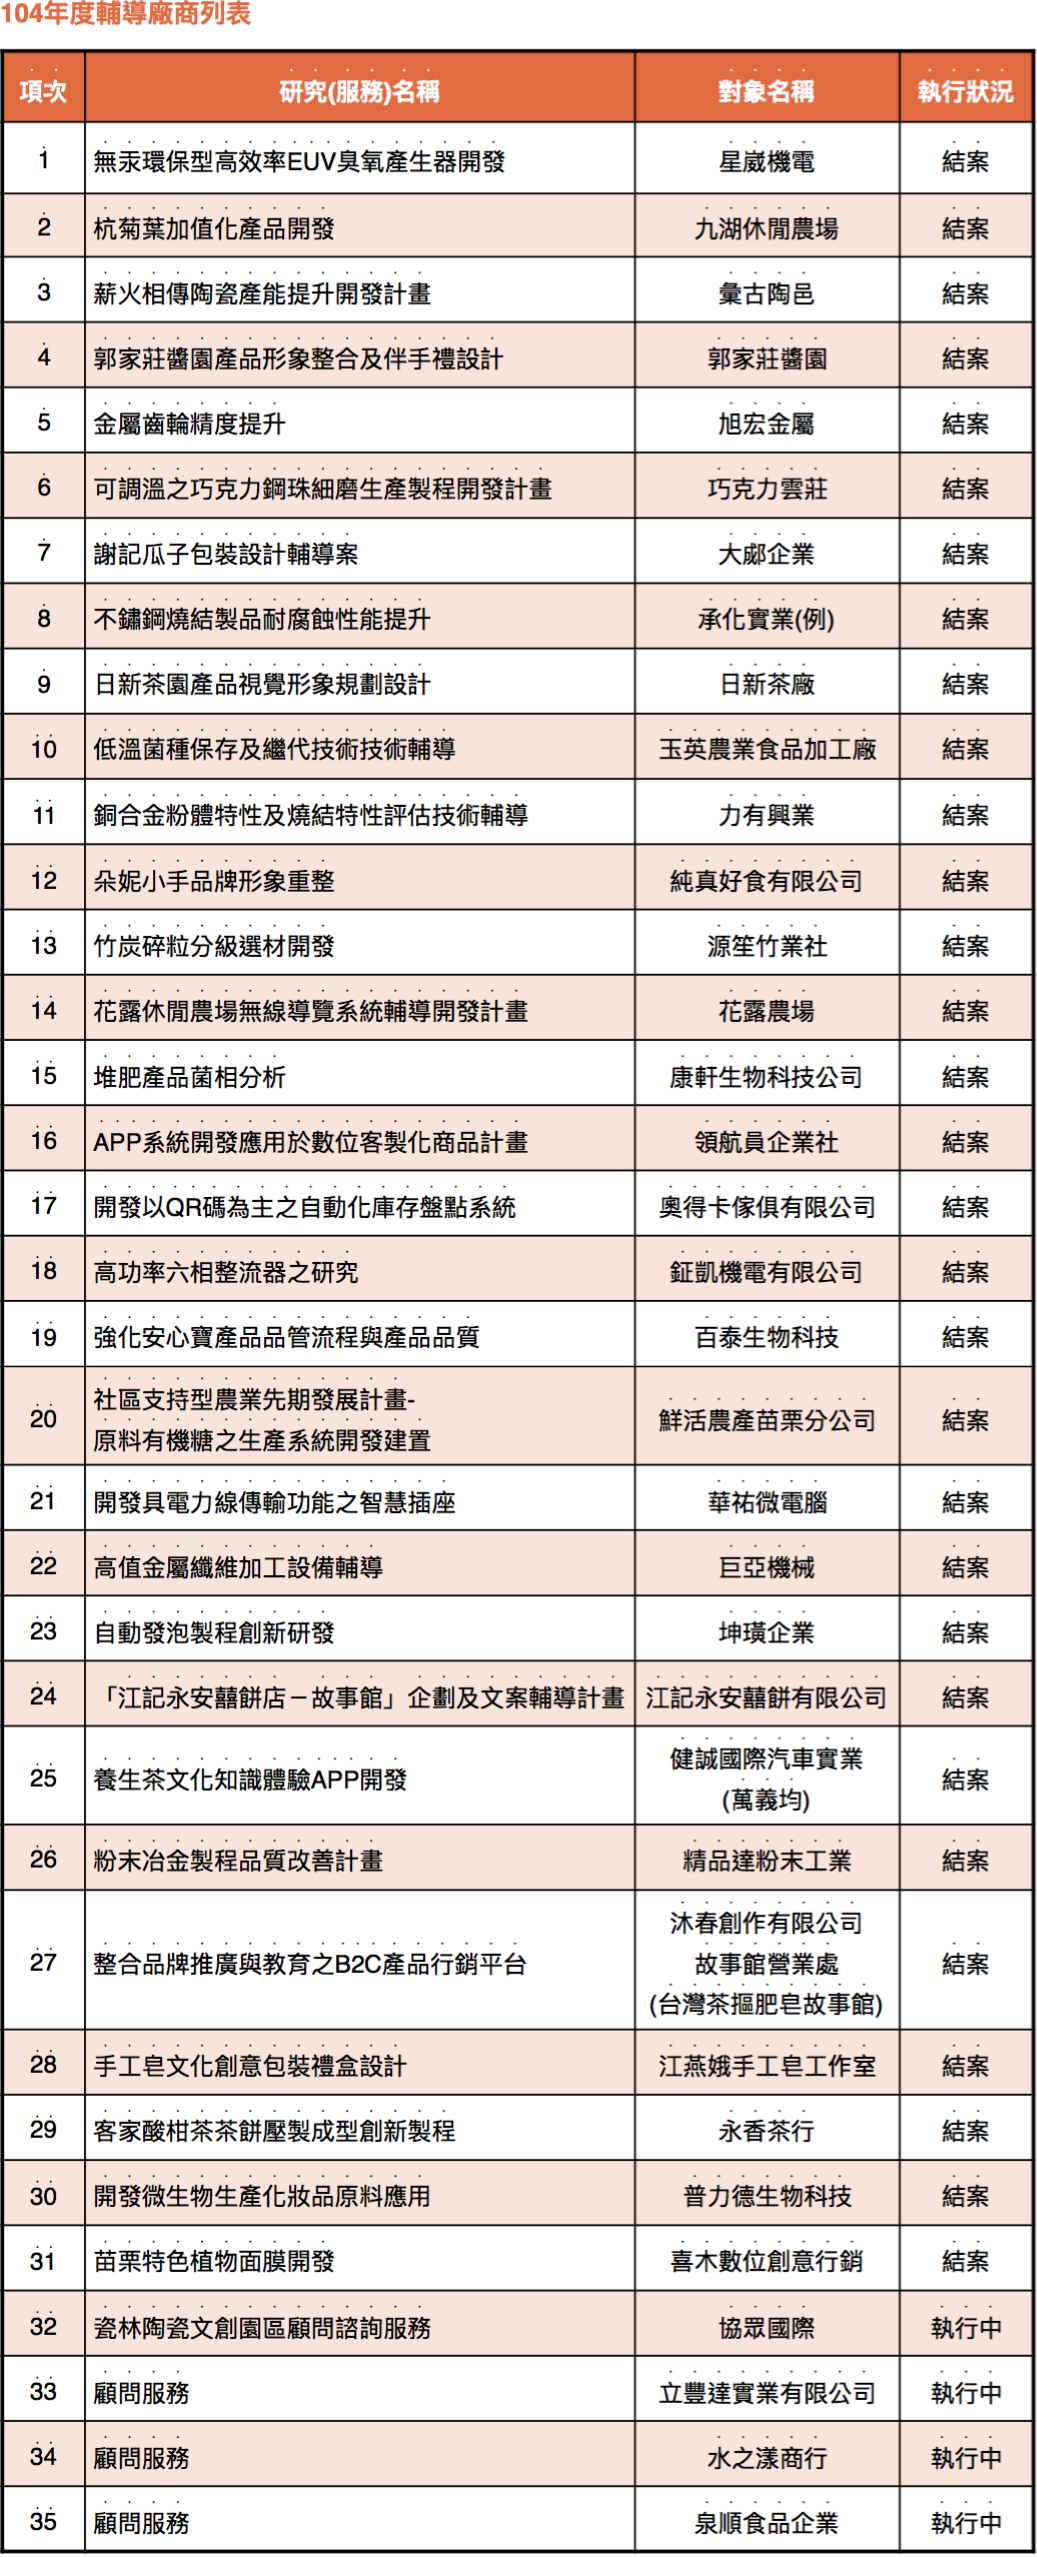 104年度輔導廠商列表
項次 研究(服務)名稱 對象名稱 執行狀況
1 無汞環保型高效率EUV臭氧產生器開發 星崴機電 結案
2 杭菊葉加值化產品開發 九湖休閒農場 結案
3 薪火相傳陶瓷產能提升開發計畫 彙古陶邑 結案
4 郭家莊醬園產品形象整合及伴手禮設計 郭家莊醬園 結案
5 金屬齒輪精度提升 旭宏金屬 結案
6 可調溫之巧克力鋼珠細磨生產製程開發計畫 巧克力雲莊 結案
7 謝記瓜子包裝設計輔導案 大郕企業 結案
8 不鏽鋼燒結製品耐腐蝕性能提升 承化實業(例) 結案
9 日新茶園產品視覺形象規劃設計 日新茶廠 結案
10 低溫菌種保存及繼代技術技術輔導 玉英農業食品加工廠 結案
11 銅合金粉體特性及燒結特性評估技術輔導 力有興業 結案
12 朵妮小手品牌形象重整 純真好食有限公司 結案
13 竹炭碎粒分級選材開發 源笙竹業社 結案
14 花露休閒農場無線導覽系統輔導開發計畫 花露農場 結案
15 堆肥產品菌相分析 康軒生物科技公司 結案
16 APP系統開發應用於數位客製化商品計畫 領航員企業社 結案
17 開發以QR碼為主之自動化庫存盤點系統 奧得卡傢俱有限公司 結案
18 高功率六相整流器之研究 鉦凱機電有限公司 結案
19 強化安心寶產品品管流程與產品品質 百泰生物科技 結案
20 社區支持型農業先期發展計畫-
原料有機糖之生產系統開發建置 鮮活農產苗栗分公司 結案
21 開發具電力線傳輸功能之智慧插座 華祐微電腦 結案
22 高值金屬纖維加工設備輔導 巨亞機械 結案
23 自動發泡製程創新研發 坤璜企業 結案
24 「江記永安囍餅店－故事館」企劃及文案輔導計畫 江記永安囍餅有限公司 結案
25 養生茶文化知識體驗APP開發 健誠國際汽車實業
(萬義均) 結案
26 粉末冶金製程品質改善計畫 精品達粉末工業 結案
27 整合品牌推廣與教育之B2C產品行銷平台 沐春創作有限公司
故事館營業處
(台灣茶摳肥皂故事館) 結案
28 手工皂文化創意包裝禮盒設計 江燕娥手工皂工作室 結案
29 客家酸柑茶茶餅壓製成型創新製程 永香茶行 結案
30 開發微生物生產化妝品原料應用 普力德生物科技 結案
31 苗栗特色植物面膜開發 喜木數位創意行銷 結案
32 瓷林陶瓷文創園區顧問諮詢服務 協眾國際 執行中
33 顧問服務 立豐達實業有限公司 執行中
34 顧問服務 水之漾商行 執行中
35 顧問服務 泉順食品企業 執行中